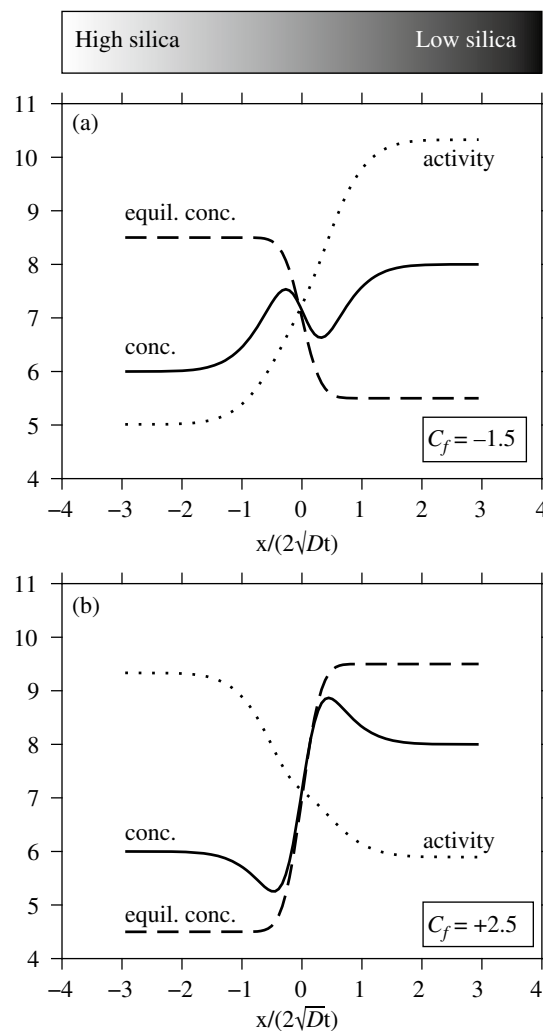 High silica Low silica
(a)
11
10
9
8
7
6
5
4
activity
equil. conc.
conc.
C_f = –1.5
−4 −3 −2 −1 0 1 2 3 4
x/(2√Dt)
(b)
11
10
9
8
7
6
5
4
conc.
activity
equil. conc.
C_f = +2.5
−4 −3 −2 −1 0 1 2 3 4
x/(2√Dt)